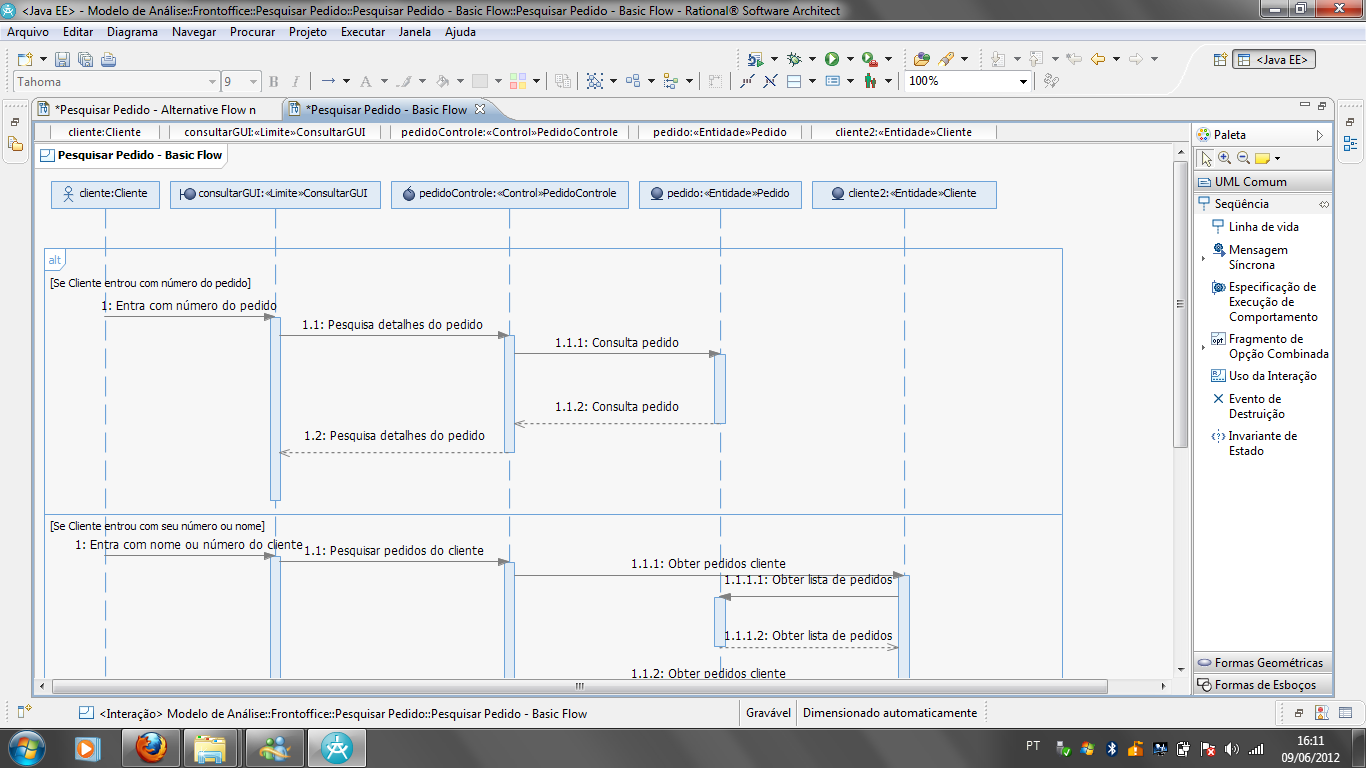 <Java EE> - Modelo de Análise::Frontoffice::Pesquisar Pedido::Pesquisar Pedido - Basic Flow::Pesquisar Pedido - Basic Flow - Rational® Software Architect
Arquivo Editar Diagrama Navegar Procurar Projeto Executar Janela Ajuda
<Java EE>
Tahoma 9 B I A 100%
*Pesquisar Pedido - Alternative Flow n *Pesquisar Pedido - Basic Flow
cliente:Cliente consultarGUI:«Limite»ConsultarGUI pedidoControle:«Control»PedidoControle pedido:«Entidade»Pedido cliente2:«Entidade»Cliente
Pesquisar Pedido - Basic Flow
cliente:Cliente consultarGUI:«Limite»ConsultarGUI pedidoControle:«Control»PedidoControle pedido:«Entidade»Pedido cliente2:«Entidade»Cliente
alt
[Se Cliente entrou com número do pedido]
1: Entra com número do pedido
1.1: Pesquisa detalhes do pedido
1.1.1: Consulta pedido
1.1.2: Consulta pedido
1.2: Pesquisa detalhes do pedido
[Se Cliente entrou com seu número ou nome]
1: Entra com nome ou número do cliente
1.1: Pesquisar pedidos do cliente
1.1.1: Obter pedidos cliente
1.1.1.1: Obter lista de pedidos
1.1.1.2: Obter lista de pedidos
1.1.2: Obter pedidos cliente
Paleta
UML Comum
Seqüência
Linha de vida
Mensagem
Síncrona
Especificação de
Execução de
Comportamento
opt
Fragmento de
Opção Combinada
Uso da Interação
Evento de
Destruição
Invariante de
Estado
Formas Geométricas
Formas de Esboços
<Interação> Modelo de Análise::Frontoffice::Pesquisar Pedido::Pesquisar Pedido - Basic Flow
Gravável
Dimensionado automaticamente
PT
16:11
09/06/2012